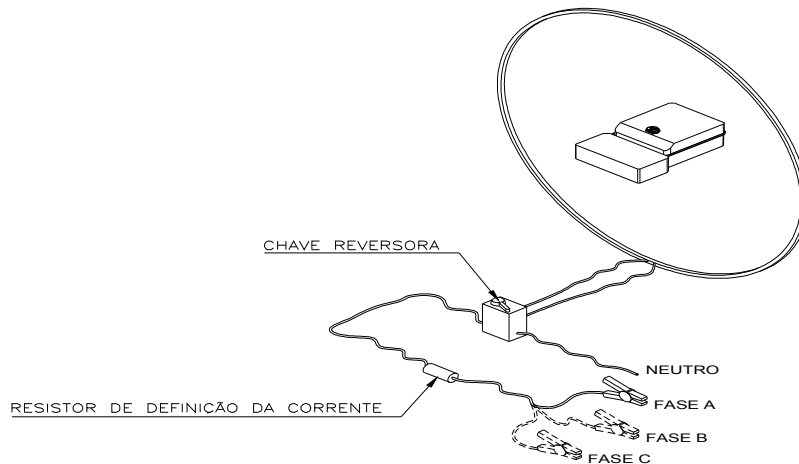 CHAVE REVERSORA
NEUTRO
FASE A
RESISTOR DE DEFINIÇÃO DA CORRENTE
FASE B
FASE C